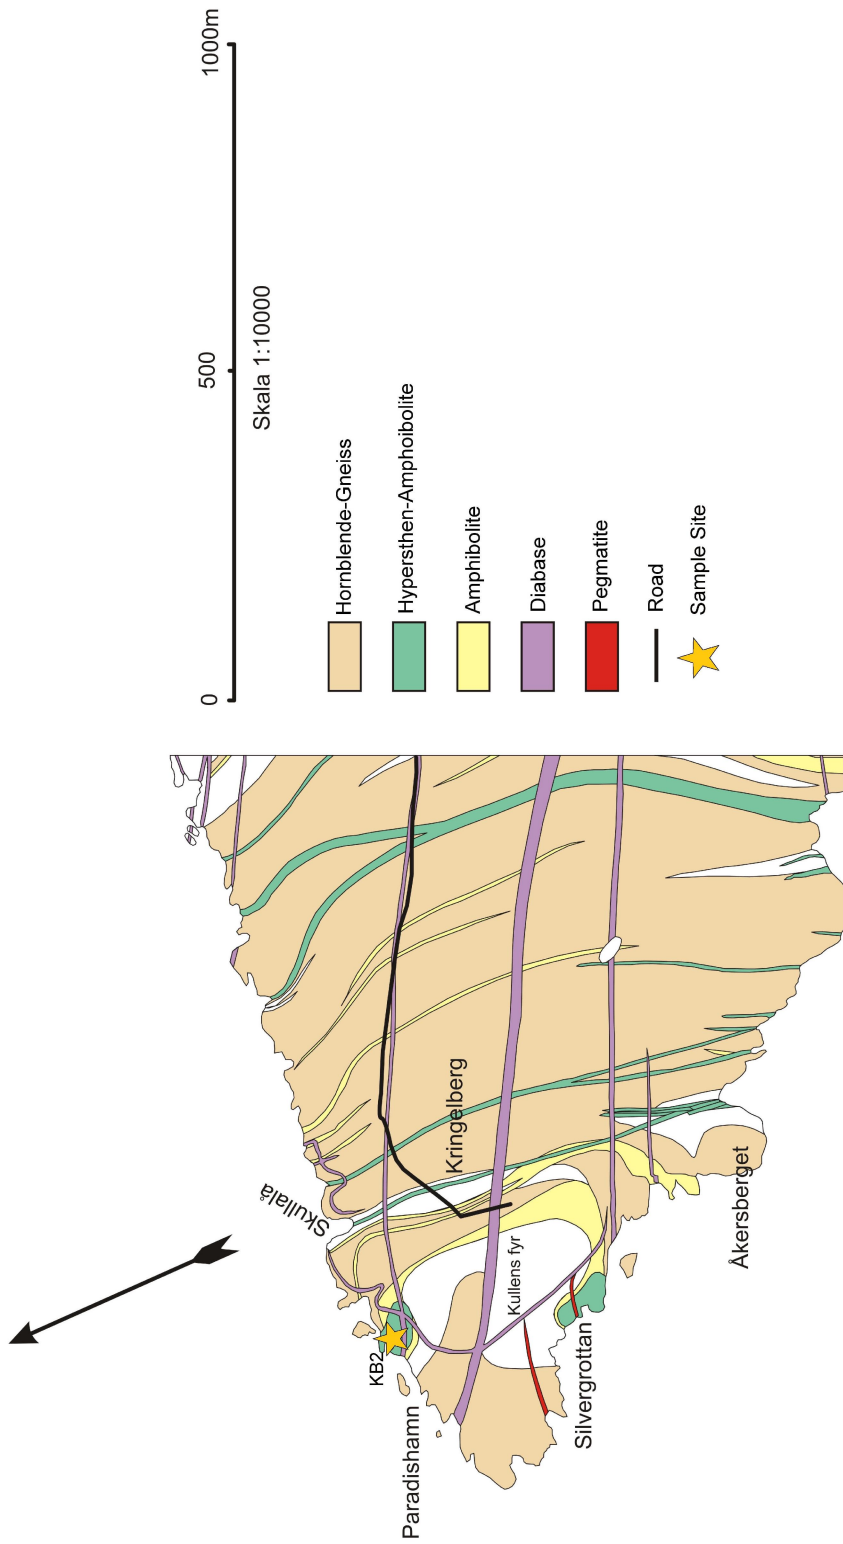 0
500
1000m
Skala 1:10000
Hornblende-Gneiss
Hypersthen-Amphoibolite
Amphibolite
Diabase
Pegmatite
Road
Sample Site
Skullalå
Kringelberg
KB2
Kullens fyr
Paradishamn
Silvergrottan
Åkersberget